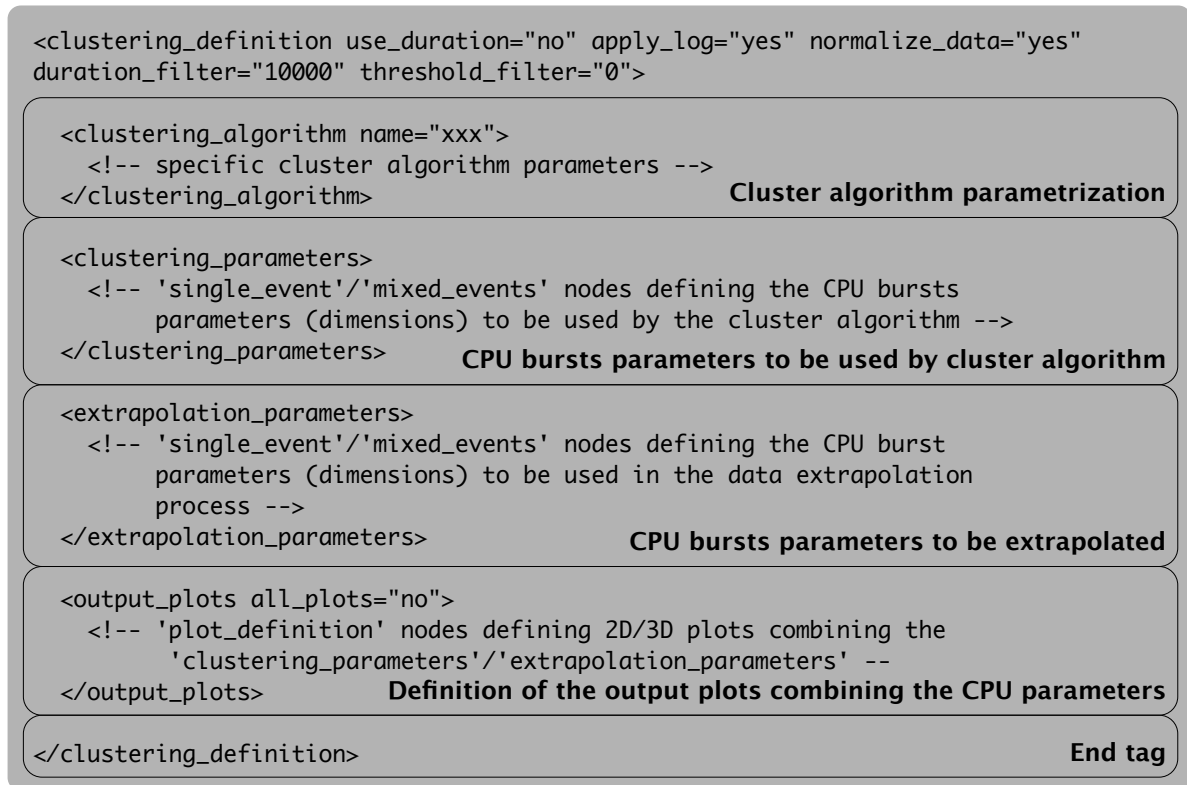 <clustering_definition use_duration="no" apply_log="yes" normalize_data="yes"
duration_filter="10000" threshold_filter="0">
<clustering_algorithm name="xxx">
<!-- specific cluster algorithm parameters -->
</clustering_algorithm>
Cluster algorithm parametrization
<clustering_parameters>
<!-- 'single_event'/'mixed_events' nodes defining the CPU bursts
parameters (dimensions) to be used by the cluster algorithm -->
</clustering_parameters>
CPU bursts parameters to be used by cluster algorithm
<extrapolation_parameters>
<!-- 'single_event'/'mixed_events' nodes defining the CPU burst
parameters (dimensions) to be used in the data extrapolation
process -->
</extrapolation_parameters>
CPU bursts parameters to be extrapolated
<output_plots all_plots="no">
<!-- 'plot_definition' nodes defining 2D/3D plots combining the
'clustering_parameters'/'extrapolation_parameters' --
</output_plots>
Definition of the output plots combining the CPU parameters
</clustering_definition>
End tag